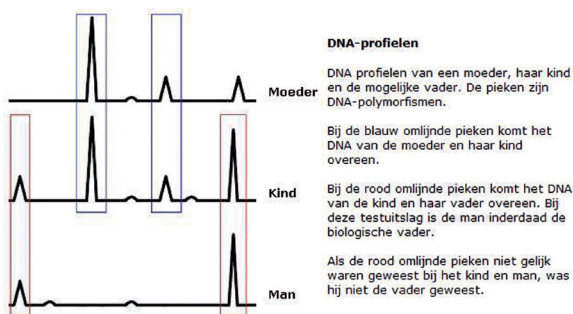 DNA-profielen
DNA profielen van een moeder, haar kind
en de mogelijke vader. De pieken zijn
DNA-polymorfismen.
Bij de blauw omlijnde pieken komt het
DNA van de moeder en haar kind
overeen.
Bij de rood omlijnde pieken komt het DNA
van de kind en haar vader overeen. Bij
deze testuitslag is de man inderdaad de
biologische vader.
Als de rood omlijnde pieken niet gelijk
waren geweest bij het kind en man, was
hij niet de vader geweest.
Moeder
Kind
Man